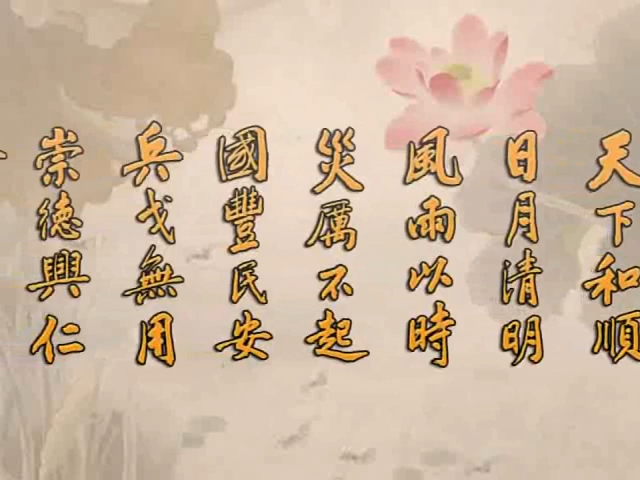 天下和順
日月清明
風雨以時
災厲不起
國豐民安
兵戈無用
崇德興仁